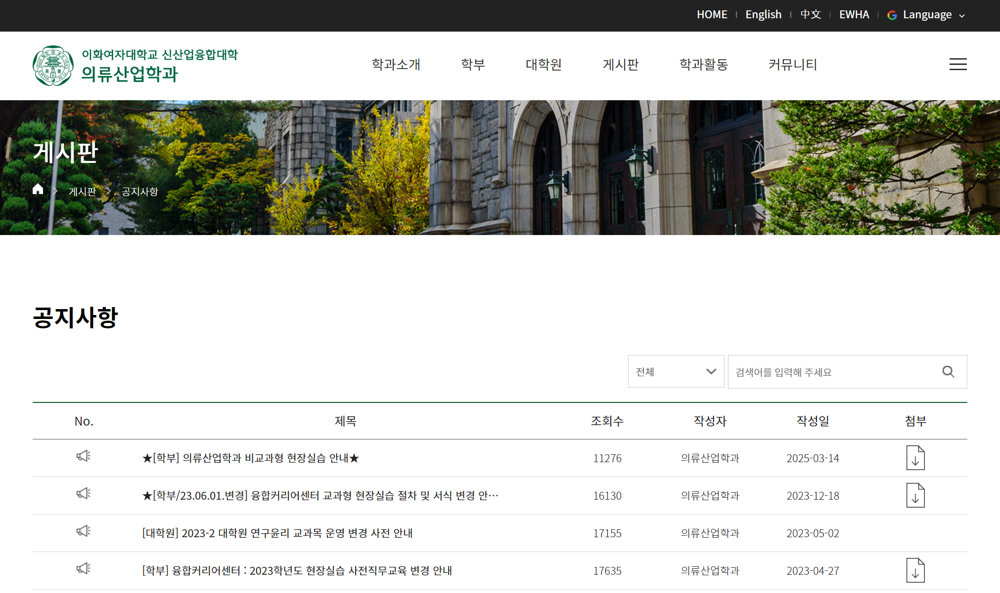 HOME English 中文 EWHA Language
이화여자대학교 신산업융합대학
의류산업학과
학과소개 학부 대학원 게시판 학과활동 커뮤니티
게시판
게시판 공지사항
공지사항
전체 검색어를 입력해 주세요
No. 제목 조회수 작성자 작성일 첨부
★[학부] 의류산업학과 비교과형 현장실습 안내★ 11276 의류산업학과 2025-03-14
★[학부/23.06.01.변경] 융합커리어센터 교과형 현장실습 절차 및 서식 변경 안… 16130 의류산업학과 2023-12-18
[대학원] 2023-2 대학원 연구윤리 교과목 운영 변경 사전 안내 17155 의류산업학과 2023-05-02
[학부] 융합커리어센터 : 2023학년도 현장실습 사전직무교육 변경 안내 17635 의류산업학과 2023-04-27